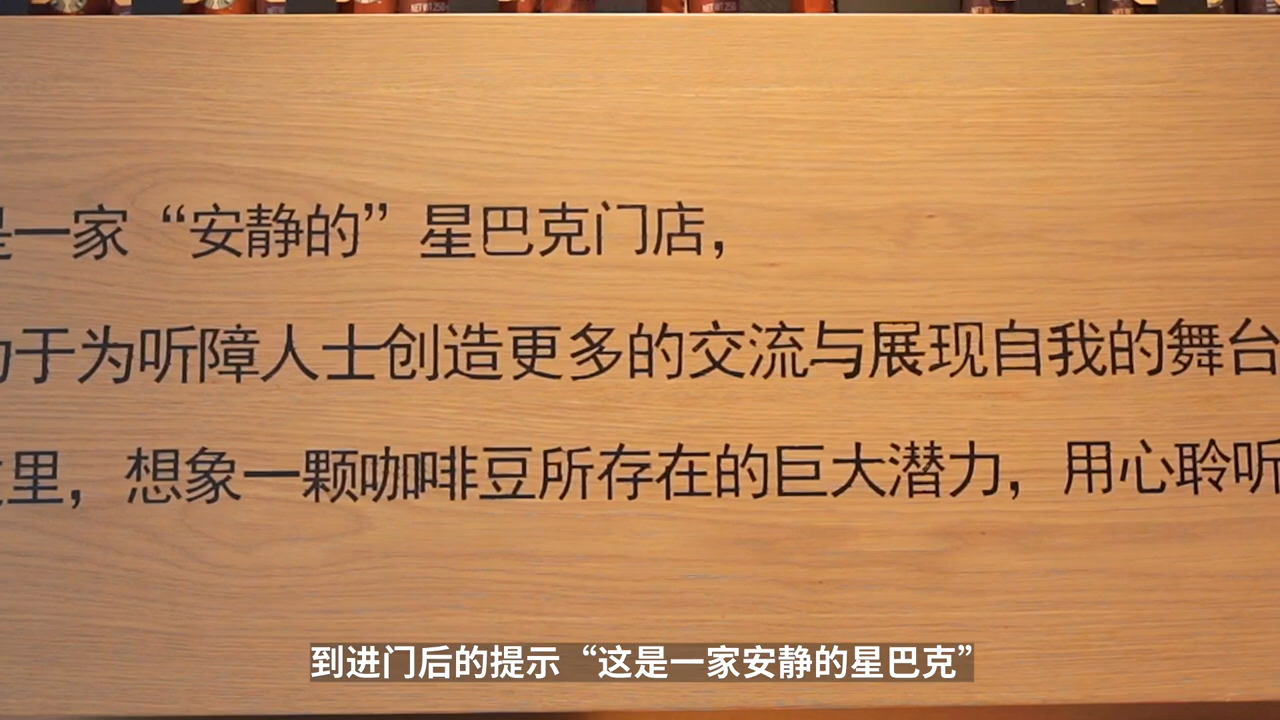 NET WT 250
是一家“安静的”星巴克门店，
于为听障人士创造更多的交流与展现自我的舞台
里，想象一颗咖啡豆所存在的巨大潜力，用心聆听
到进门后的提示“这是一家安静的星巴克”